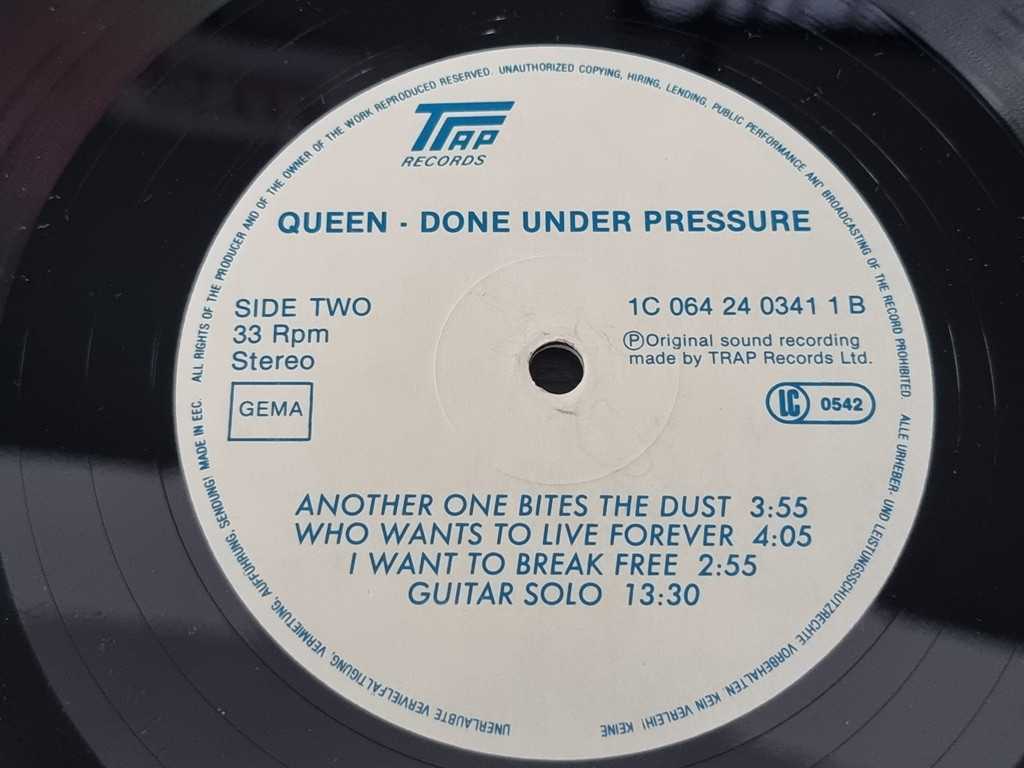 TRAP
RECORDS
QUEEN - DONE UNDER PRESSURE
SIDE TWO
33 Rpm
Stereo
GEMA
1C 064 24 0341 1 B
ⓅOriginal sound recording
made by TRAP Records Ltd.
LC 0542
ANOTHER ONE BITES THE DUST 3:55
WHO WANTS TO LIVE FOREVER 4:05
I WANT TO BREAK FREE 2:55
GUITAR SOLO 13:30
MADE IN EEC. ALL RIGHTS OF THE PRODUCER AND OF THE OWNER OF THE WORK REPRODUCED RESERVED. UNAUTHORIZED COPYING, HIRING, LENDING, PUBLIC PERFORMANCE AND BROADCASTING OF THE RECORD PROHIBITED. ALLE URHEBER- UND LEISTUNGSSCHUTZRECHTE VORBEHALTEN. KEIN VERLEIH! KEINE UNERLAUBTE VERVIELFÄLTIGUNG, VERMIETUNG, AUFFÜHRUNG, SENDUNG!